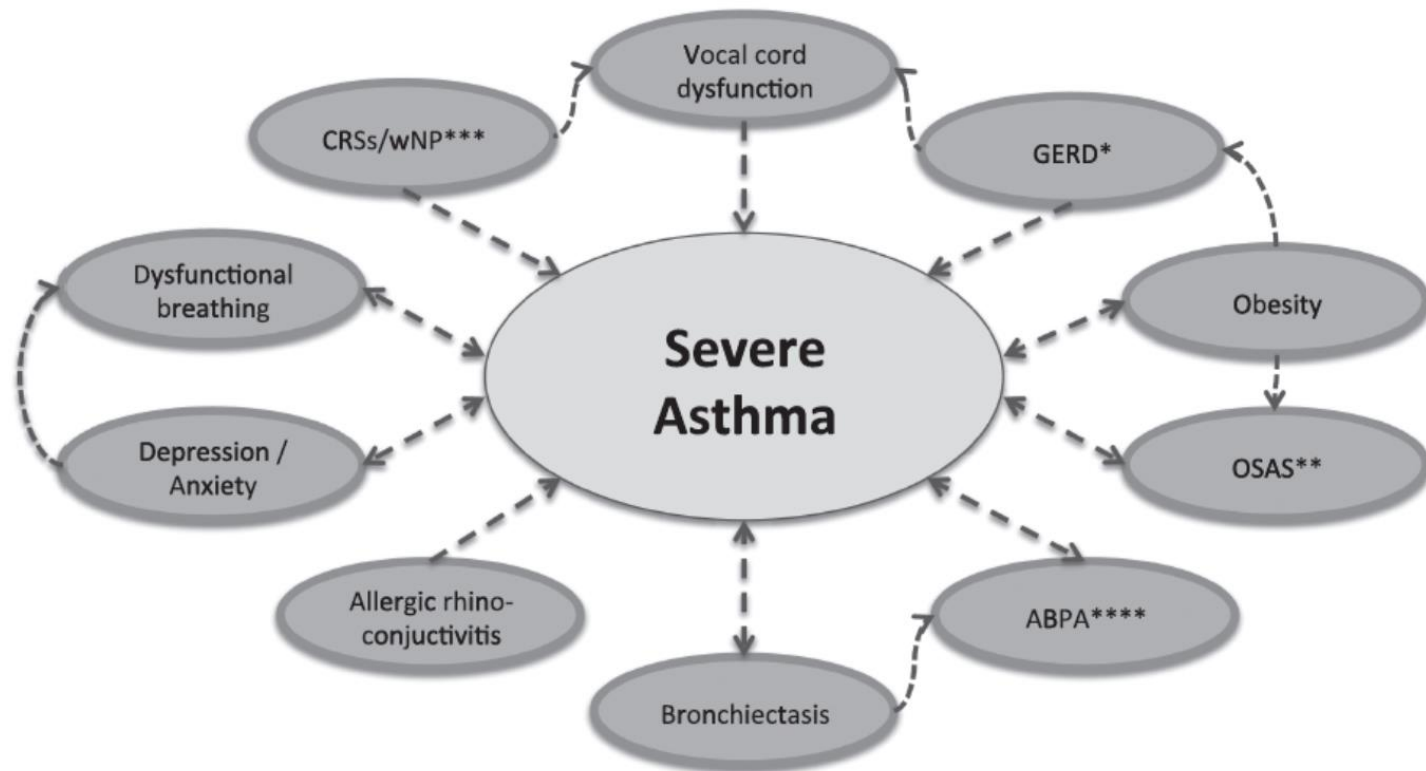 Vocal cord
dysfunction
CRSs/wNP***
GERD*
Dysfunctional
breathing
Obesity
Severe
Asthma
Depression /
Anxiety
OSAS**
Allergic rhino-
conjuctivitis
ABPA****
Bronchiectasis